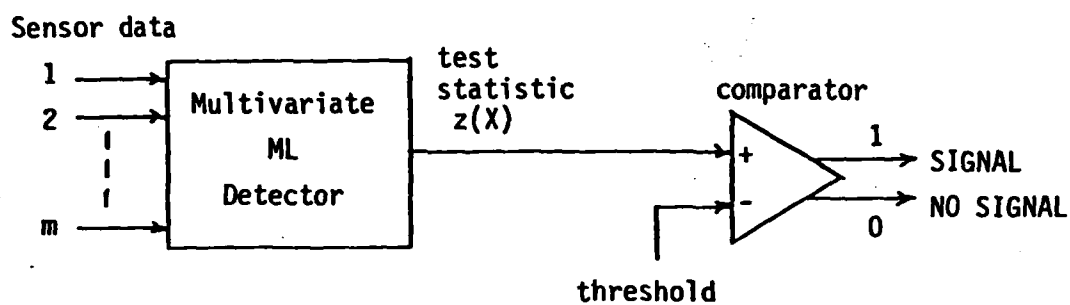 Sensor data
1
2
m
Multivariate
ML
Detector
test
statistic
z(X)
comparator
+
-
1
SIGNAL
NO SIGNAL
0
threshold